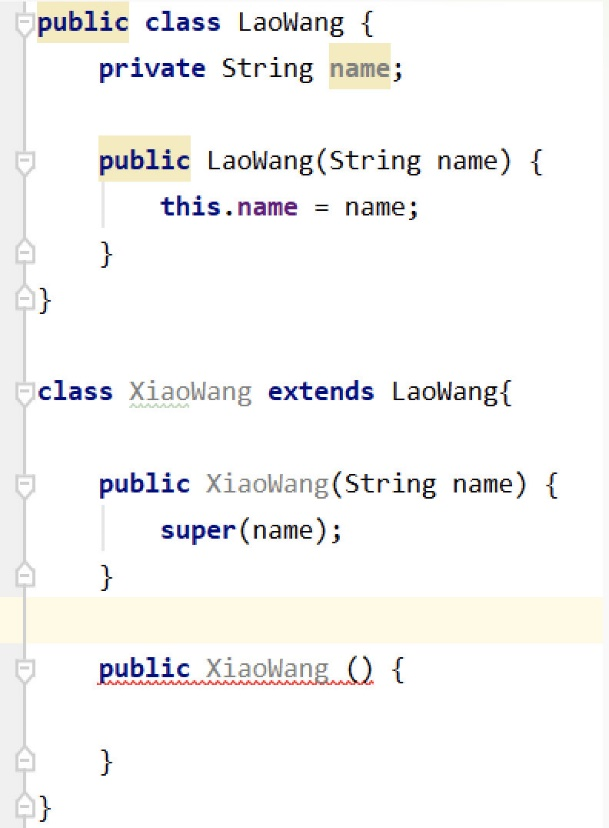 public class LaoWang {
private String name;
public LaoWang(String name) {
this.name = name;
}
}
class XiaoWang extends LaoWang{
public XiaoWang(String name) {
super(name);
}
public XiaoWang () {
}
}